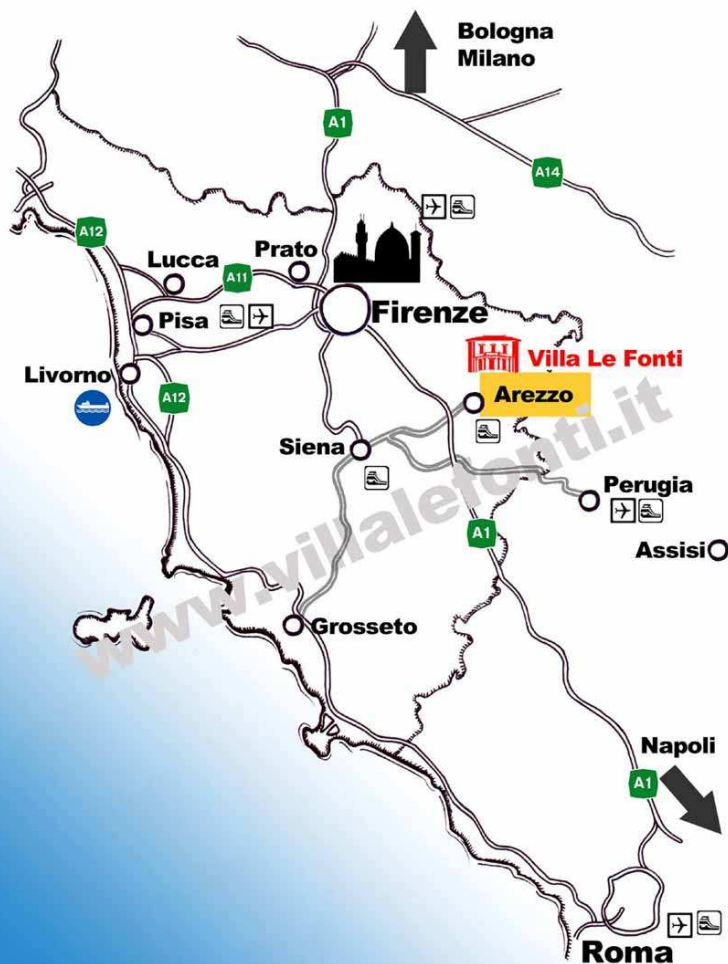 Bologna
Milano
A1
A14
A12
Lucca
Prato
A11
Pisa
Firenze
Villa Le Fonti
Livorno
A12
Arezzo
Siena
Perugia
A1
Assisi
Grosseto
www.villalefonti.it
Napoli
A1
Roma